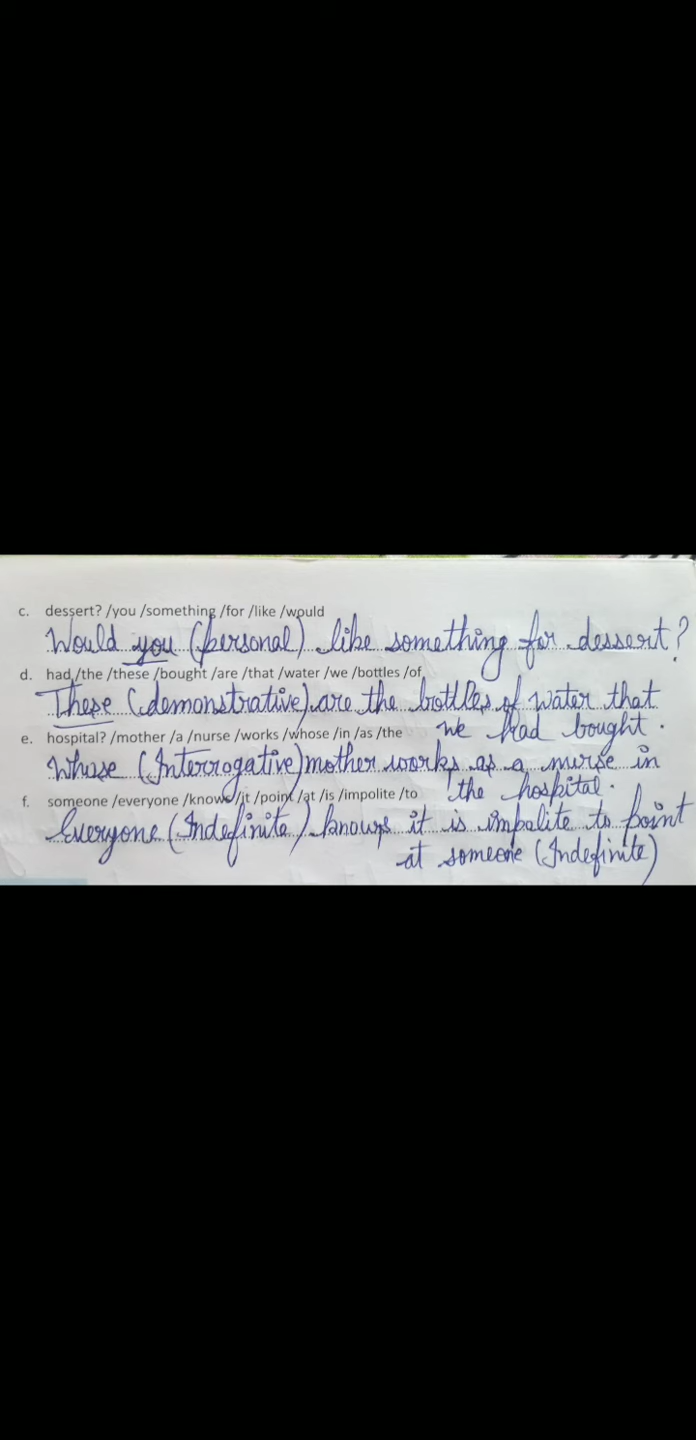 c. dessert? /you /something /for /like /would
Would you (personal) like something for dessert?
d. had /the /these /bought /are /that /water /we /bottles /of
These (demonstrative) are the bottles of water that
we had bought.
e. hospital? /mother /a /nurse /works /whose /in /as /the
Whose (Interrogative) mother works as a nurse in
the hospital.
f. someone /everyone /knows /it /point /at /is /impolite /to
Everyone (Indefinite) knows it is impolite to point
at someone (Indefinite)